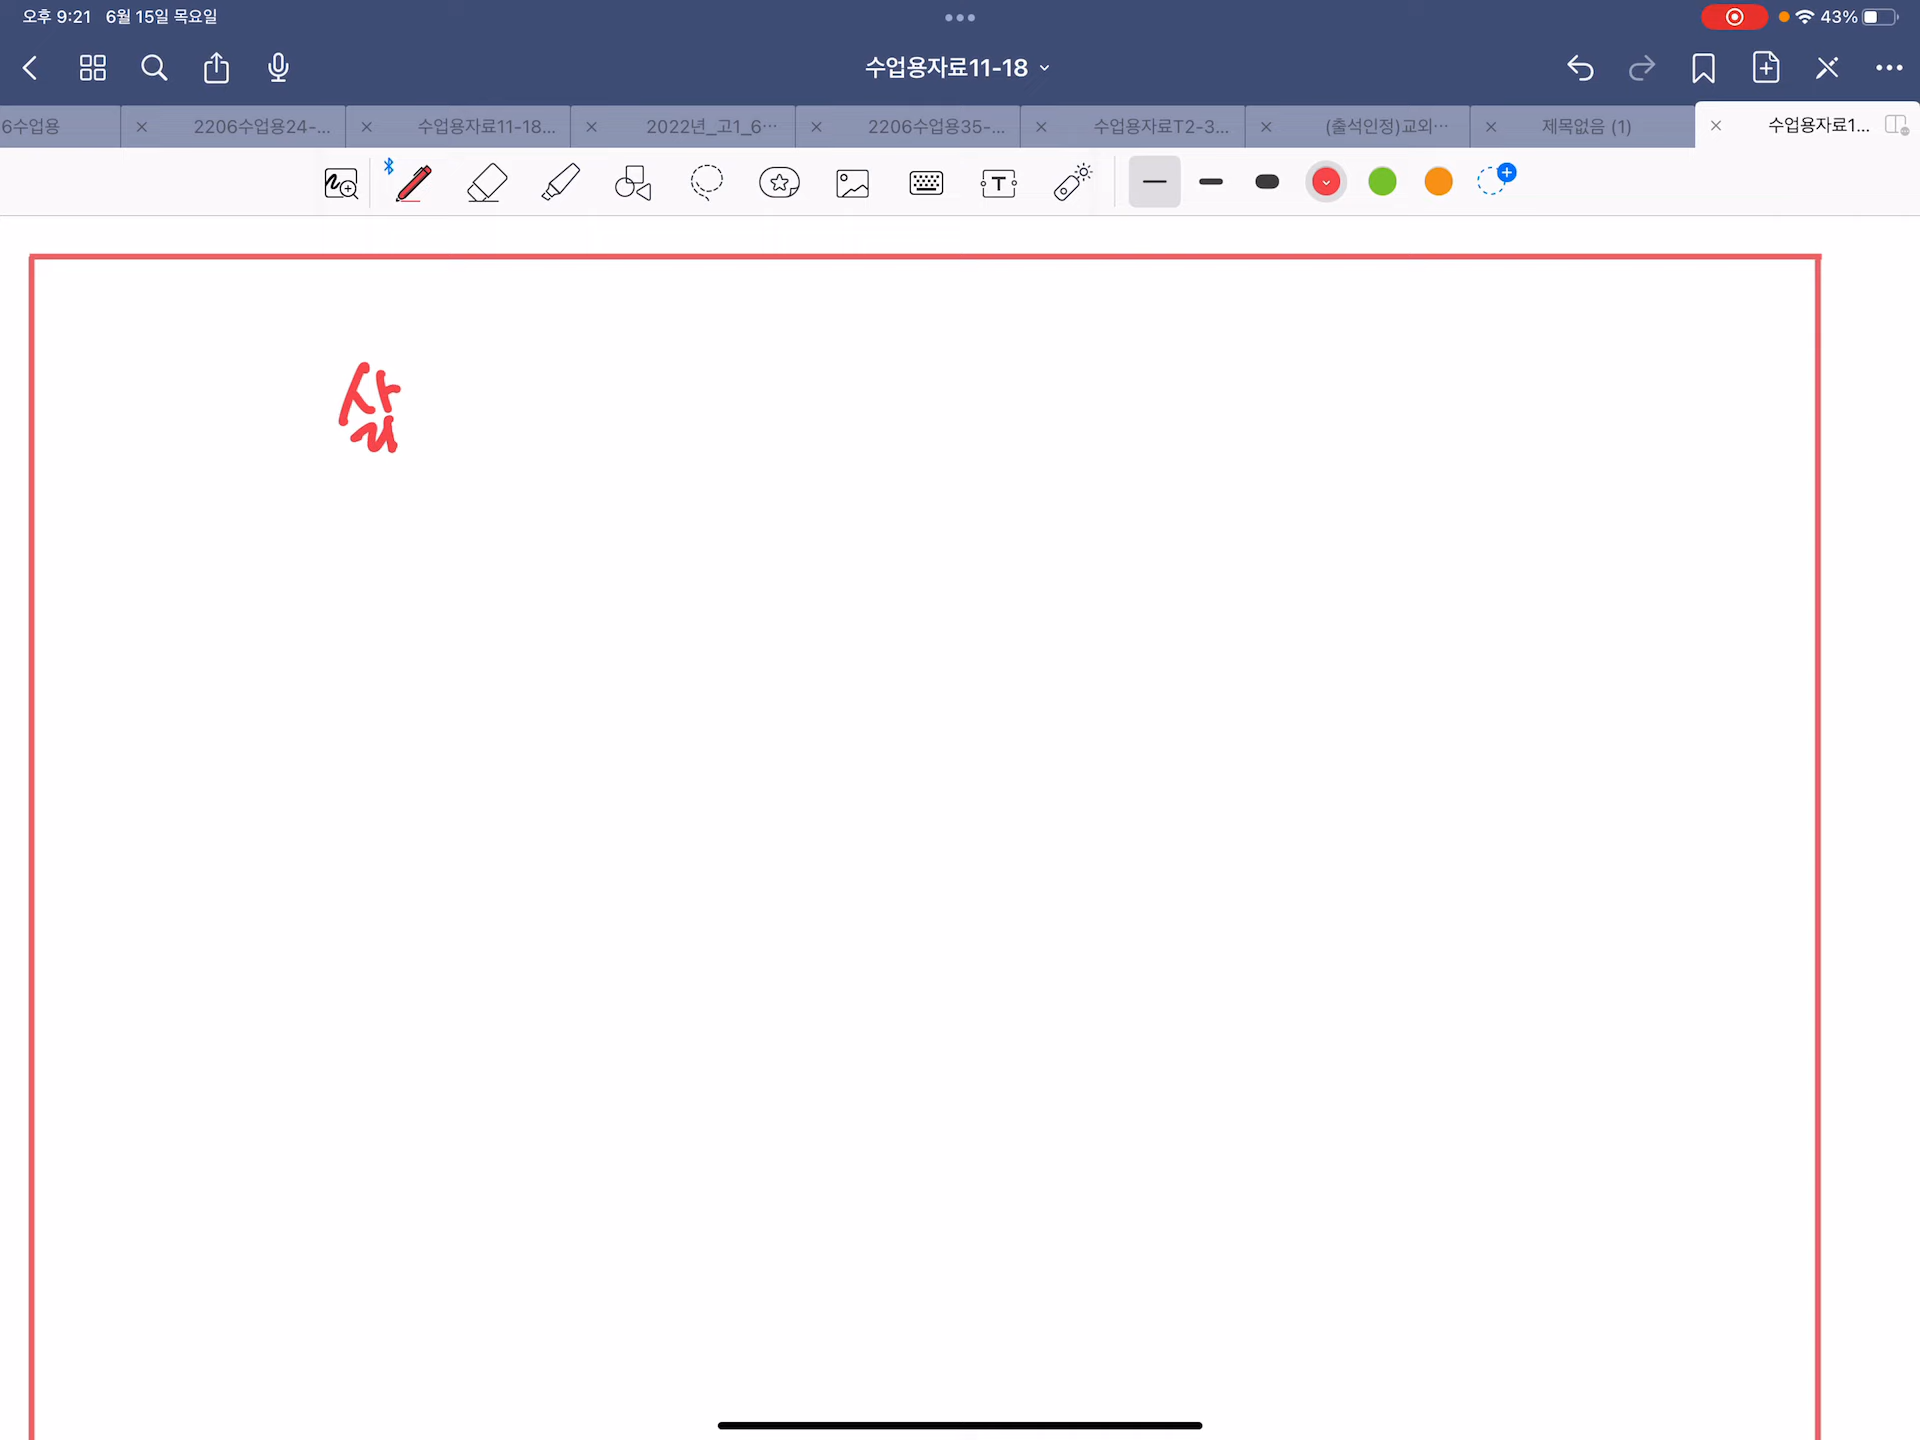 오후 9:21 6월 15일 목요일
43%
수업용자료11-18
6수업용
2206수업용24-...
수업용자료11-18...
2022년_고1_6…
2206수업용35-...
수업용자료T2-3...
(출석인정)교외…
제목없음 (1)
수업용자료1...
T